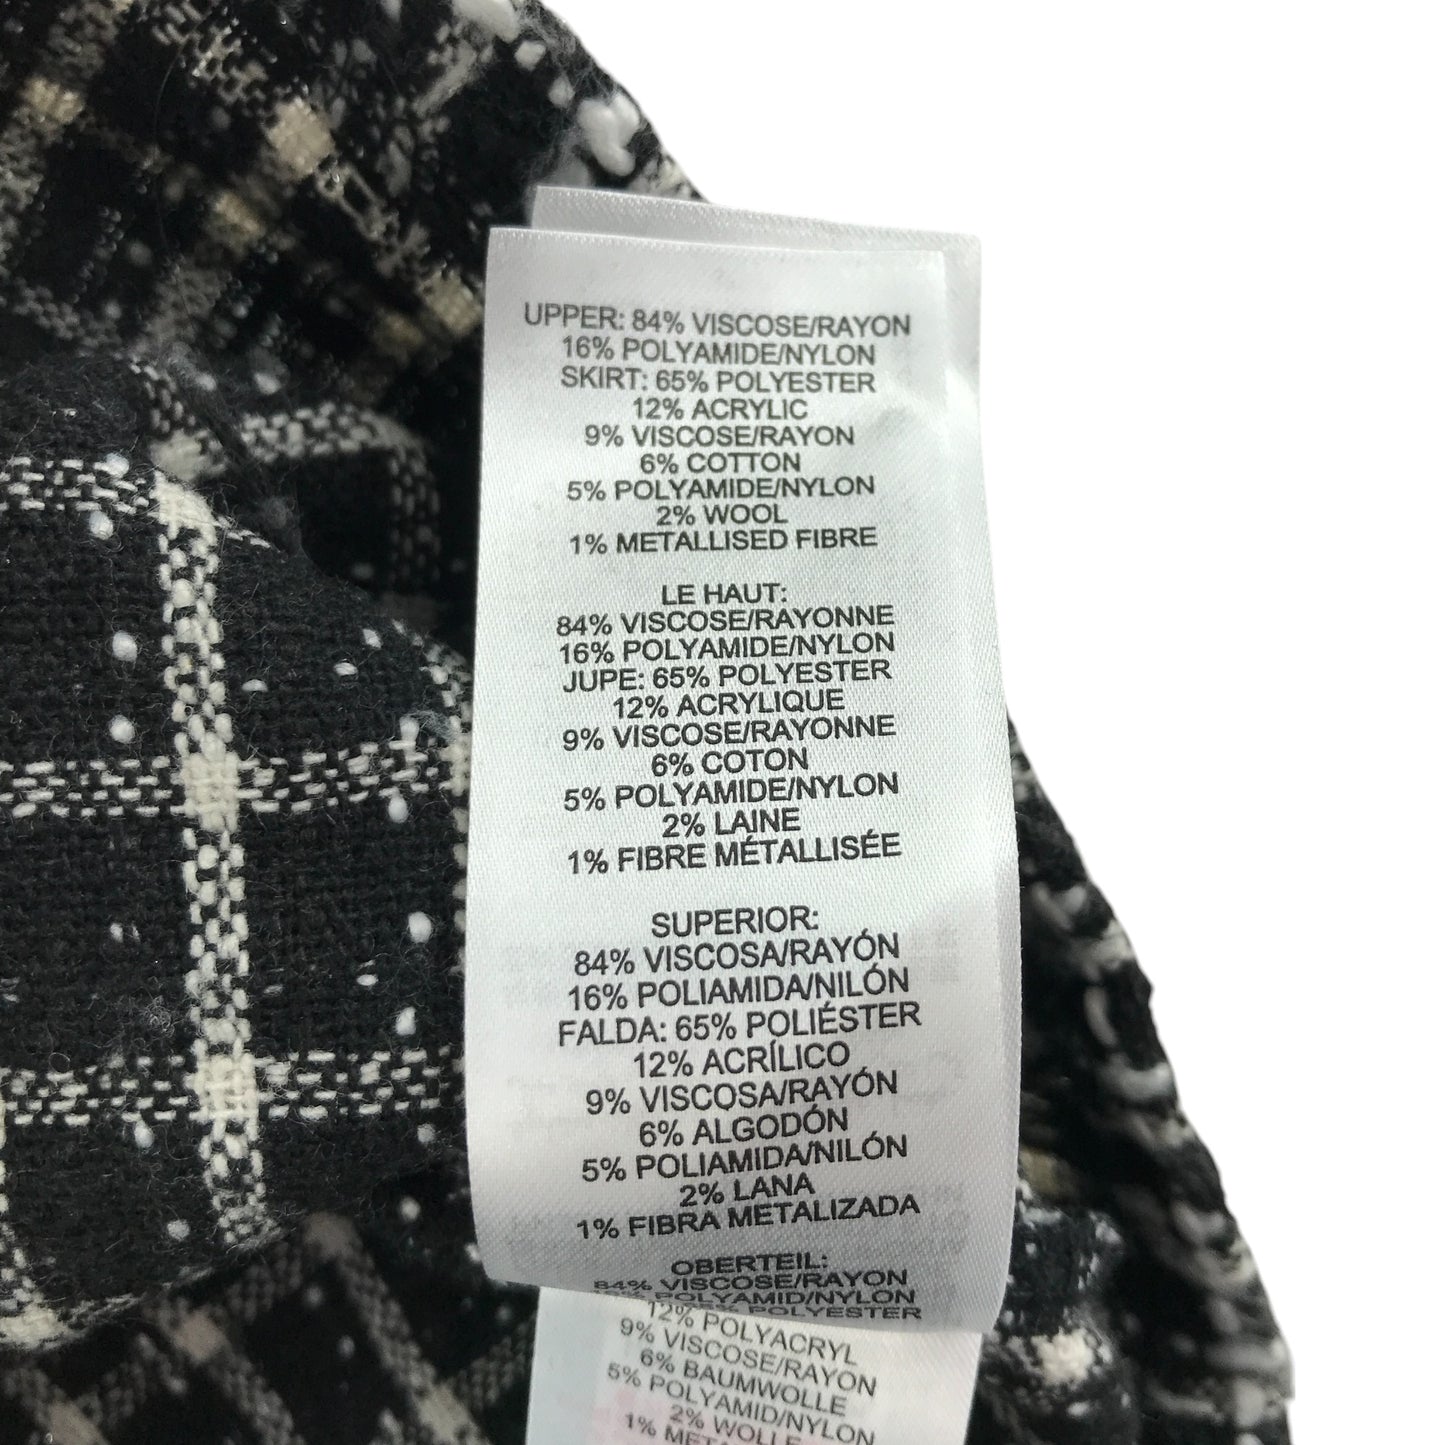 UPPER: 84% VISCOSE/RAYON
16% POLYAMIDE/NYLON
SKIRT: 65% POLYESTER
12% ACRYLIC
9% VISCOSE/RAYON
6% COTTON
5% POLYAMIDE/NYLON
2% WOOL
1% METALLISED FIBRE
LE HAUT:
84% VISCOSE/RAYONNE
16% POLYAMIDE/NYLON
JUPE: 65% POLYESTER
12% ACRYLIQUE
9% VISCOSE/RAYONNE
6% COTON
5% POLYAMIDE/NYLON
2% LAINE
1% FIBRE MÉTALLISÉE
SUPERIOR:
84% VISCOSA/RAYÓN
16% POLIAMIDA/NILÓN
FALDA: 65% POLIÉSTER
12% ACRÍLICO
9% VISCOSA/RAYÓN
6% ALGODÓN
5% POLIAMIDA/NILÓN
2% LANA
1% FIBRA METALIZADA
OBERTEIL:
84% VISCOSE/RAYON
POLYAMID/NYLON
POLYESTER
12% POLYACRYL
9% VISCOSE/RAYON
6% BAUMWOLLE
5% POLYAMID/NYLON
2% WOLLE
1%